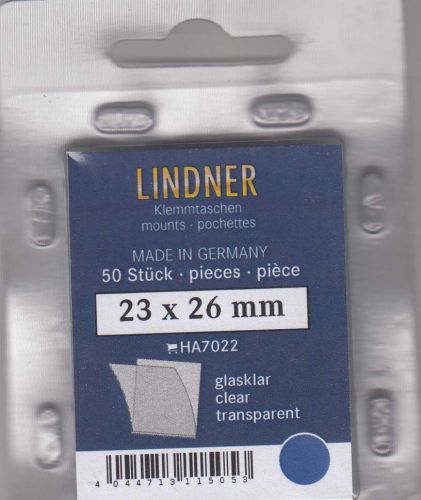 LINDNER
Klemmtaschen
mounts · pochettes
MADE IN GERMANY
50 Stück · pieces · pièce
23 x 26 mm
HA7022
glasklar
clear
transparent
4 044713 115053